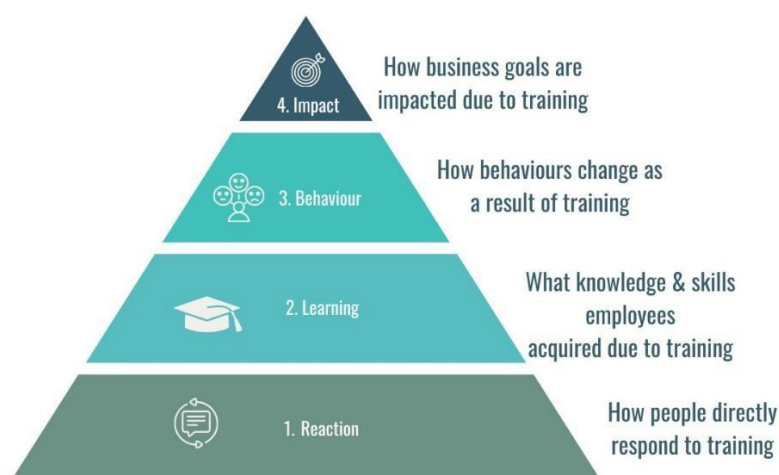 4. Impact
How business goals are
impacted due to training
3. Behaviour
How behaviours change as
a result of training
2. Learning
What knowledge & skills
employees
acquired due to training
1. Reaction
How people directly
respond to training